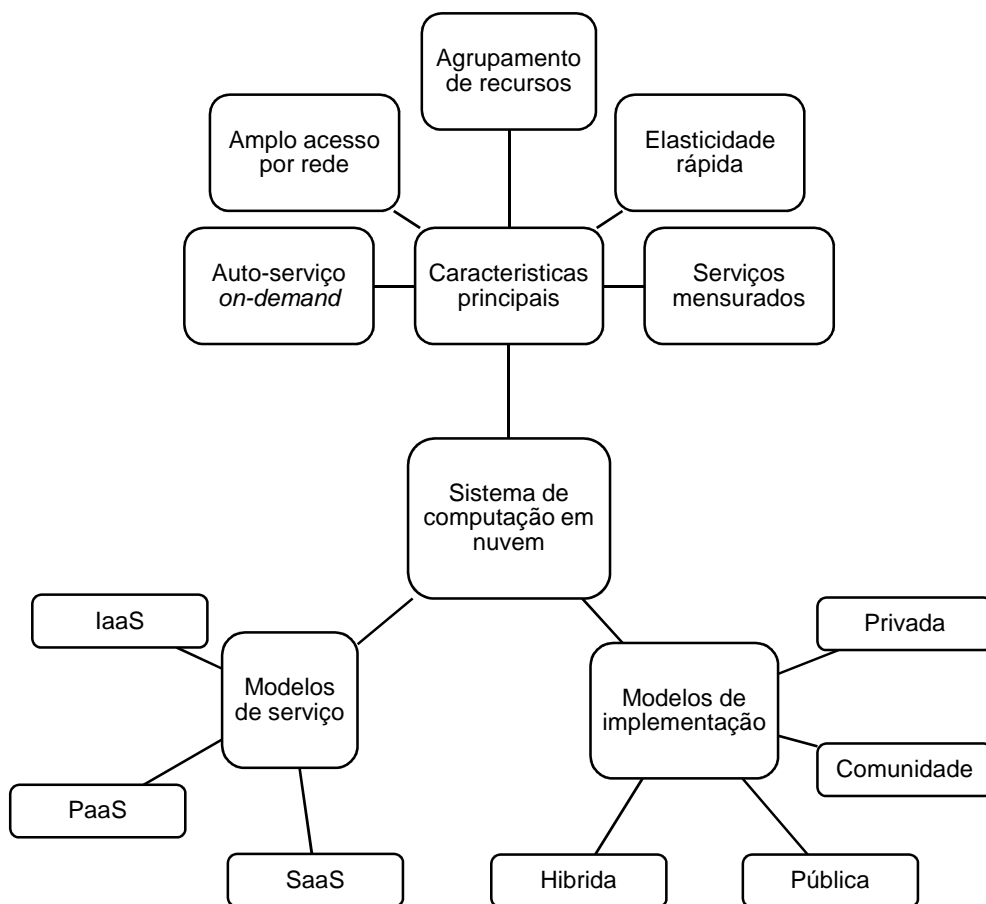 Agrupamento
de recursos
Amplo acesso
por rede
Elasticidade
rápida
Auto-serviço
on-demand
Caracteristicas
principais
Serviços
mensurados
Sistema de
computação em
nuvem
IaaS
Privada
Modelos
de serviço
Modelos de
implementação
Comunidade
PaaS
SaaS
Hibrida
Pública